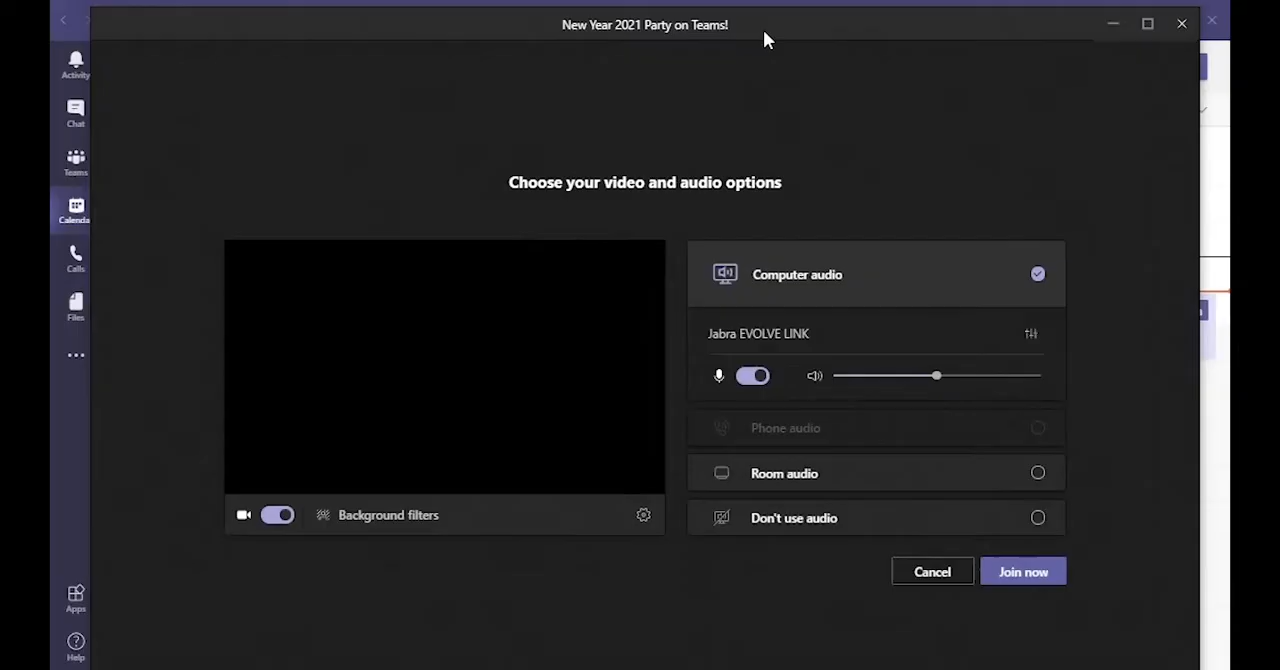 New Year 2021 Party on Teams!
Activity
Chat
Teams
Calenda
Calls
Files
Choose your video and audio options
Computer audio
Jabra EVOLVE LINK
Phone audio
Room audio
Background filters
Don't use audio
Cancel
Join now
Apps
Help